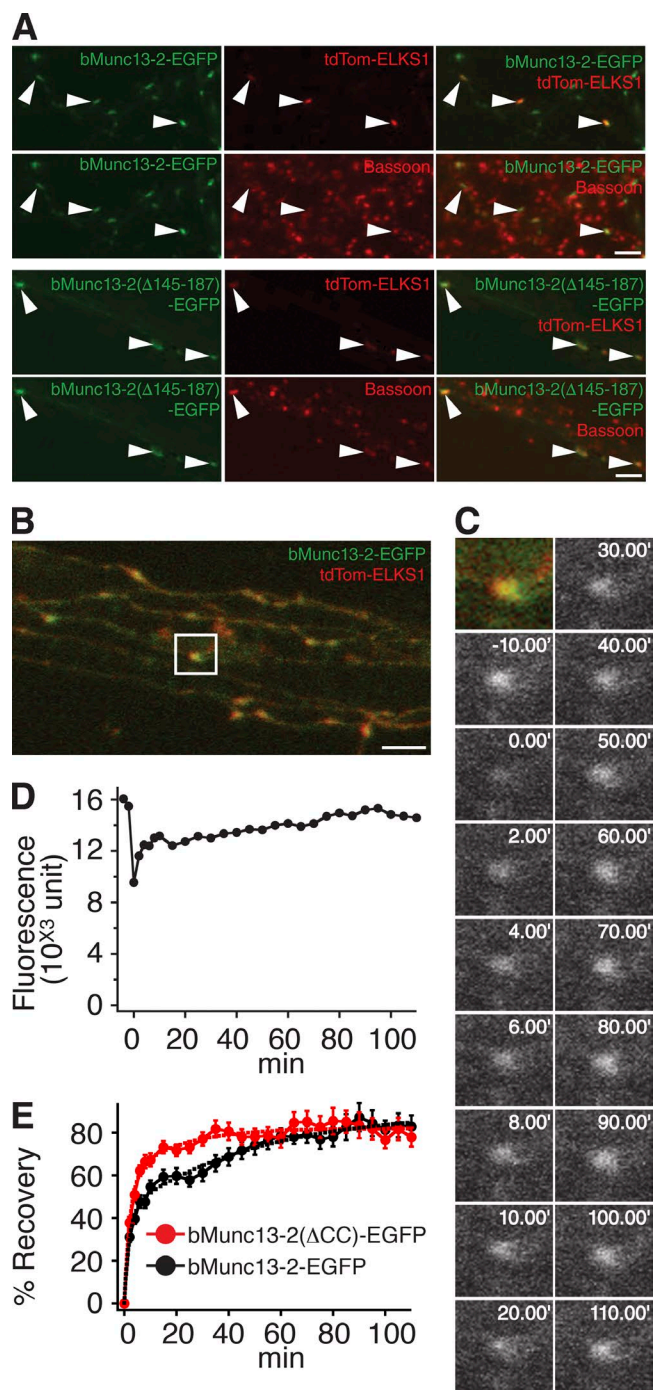 A
bMunc13-2-EGFP
tdTom-ELKS1
bMunc13-2-EGFP
tdTom-ELKS1
bMunc13-2-EGFP
Bassoon
bMunc13-2-EGFP
Bassoon
bMunc13-2(Δ145-187)
-EGFP
tdTom-ELKS1
bMunc13-2(Δ145-187)
-EGFP
tdTom-ELKS1
bMunc13-2(Δ145-187)
-EGFP
Bassoon
bMunc13-2(Δ145-187)
-EGFP
Bassoon
B
bMunc13-2-EGFP
tdTom-ELKS1
C
30.00'
-10.00'
40.00'
0.00'
50.00'
2.00'
60.00'
4.00'
70.00'
6.00'
80.00'
8.00'
90.00'
10.00'
100.00'
20.00'
110.00'
D
Fluorescence
(10^X3 unit)
16
12
8
4
0
0 20 40 60 80 100
min
E
% Recovery
80
60
40
20
0
bMunc13-2(ΔCC)-EGFP
bMunc13-2-EGFP
0 20 40 60 80 100
min